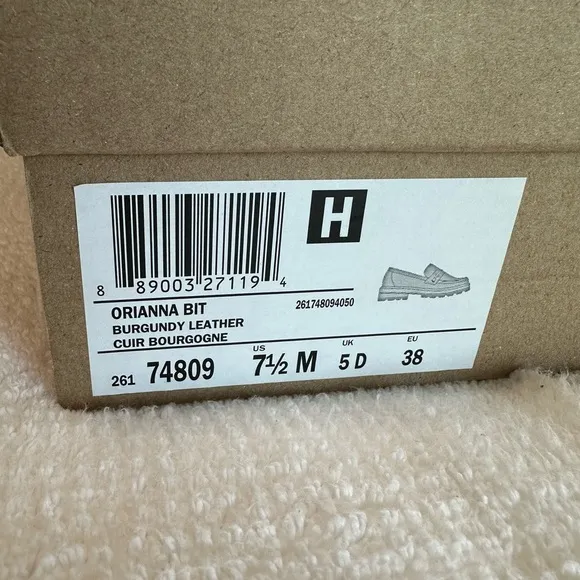 H
8 89003 27119 4
ORIANNA BIT
261748094050
BURGUNDY LEATHER
CUIR BOURGOGNE
US UK EU
261 74809 7½ M 5 D 38